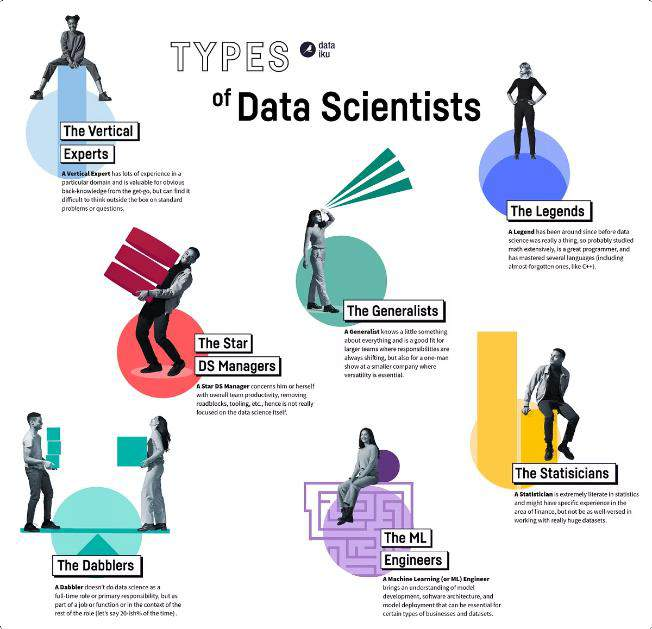 TYPES
data
iku
of Data Scientists
The Vertical
Experts
A Vertical Expert has lots of experience in a
particular domain and is valuable for obvious
back-knowledge from the get-go, but can find it
difficult to think outside the box on standard
problems or questions.
The Legends
A Legend has been around since before data
science was really a thing, so probably studied
math extensively, is a great programmer, and
has mastered several languages (including
almost-forgotten ones, like C++).
The Generalists
A Generalist knows a little something
about everything and is a good fit for
larger teams where responsibilities are
always shifting, but also for a one-man
show at a smaller company where
versatility is essential.
The Star
DS Managers
A Star DS Manager concerns him or herself
with overall team productivity, removing
roadblocks, tooling, etc., hence is not really
focused on the data science itself.
The Statisicians
A Statistician is extremely literate in statistics
and might have specific experience in the
area of finance, but not be as well-versed in
working with really huge datasets.
The Dabblers
A Dabbler doesn't do data science as a
full-time role or primary responsibility, but as
part of a job or function or in the context of the
rest of the role (let's say 20-ish% of the time).
The ML
Engineers
A Machine Learning (or ML) Engineer
brings an understanding of model
development, software architecture, and
model deployment that can be essential for
certain types of businesses and datasets.